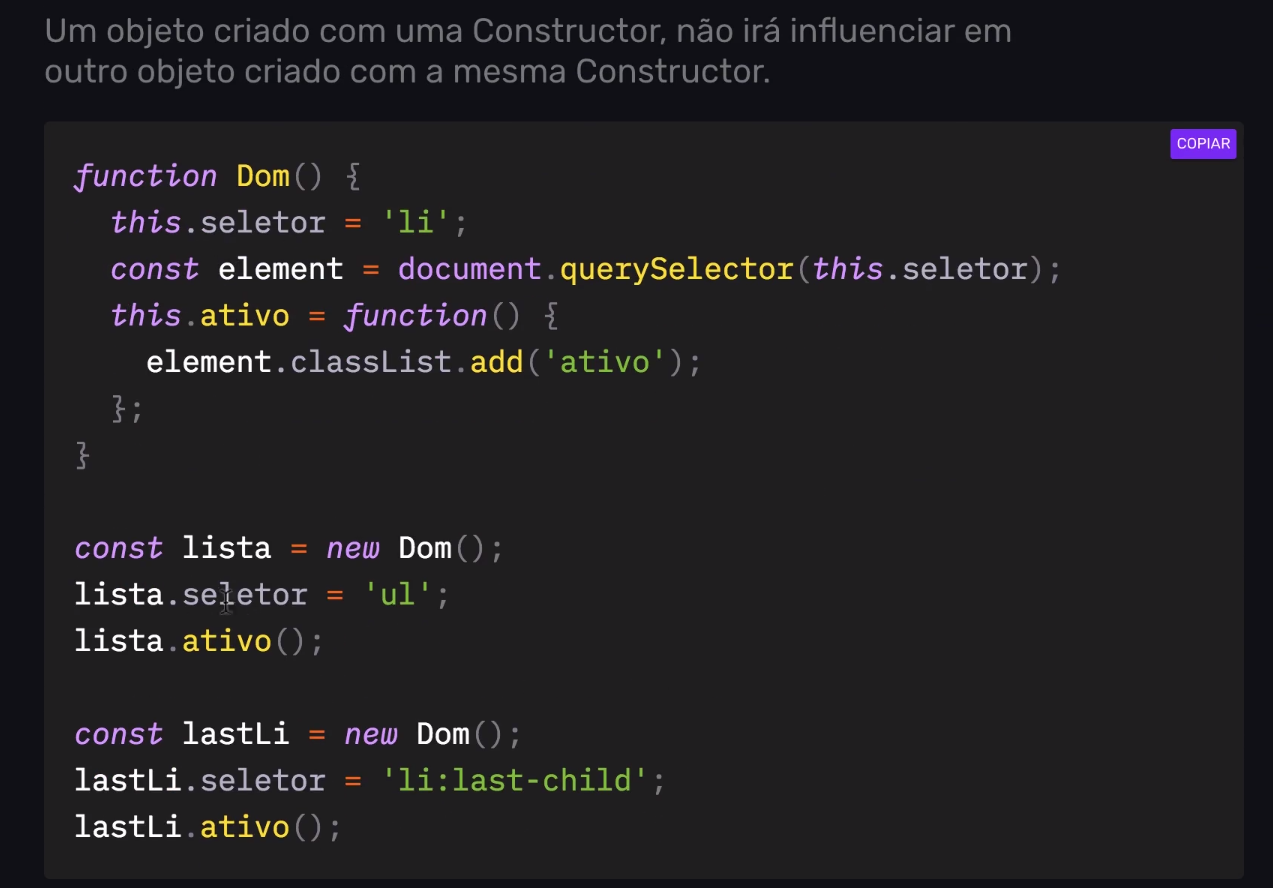 Um objeto criado com uma Constructor, não irá influenciar em
outro objeto criado com a mesma Constructor.
COPIAR
function Dom() {
  this.seletor = 'li';
  const element = document.querySelector(this.seletor);
  this.ativo = function() {
    element.classList.add('ativo');
  };
}

const lista = new Dom();
lista.seletor = 'ul';
lista.ativo();

const lastLi = new Dom();
lastLi.seletor = 'li:last-child';
lastLi.ativo();